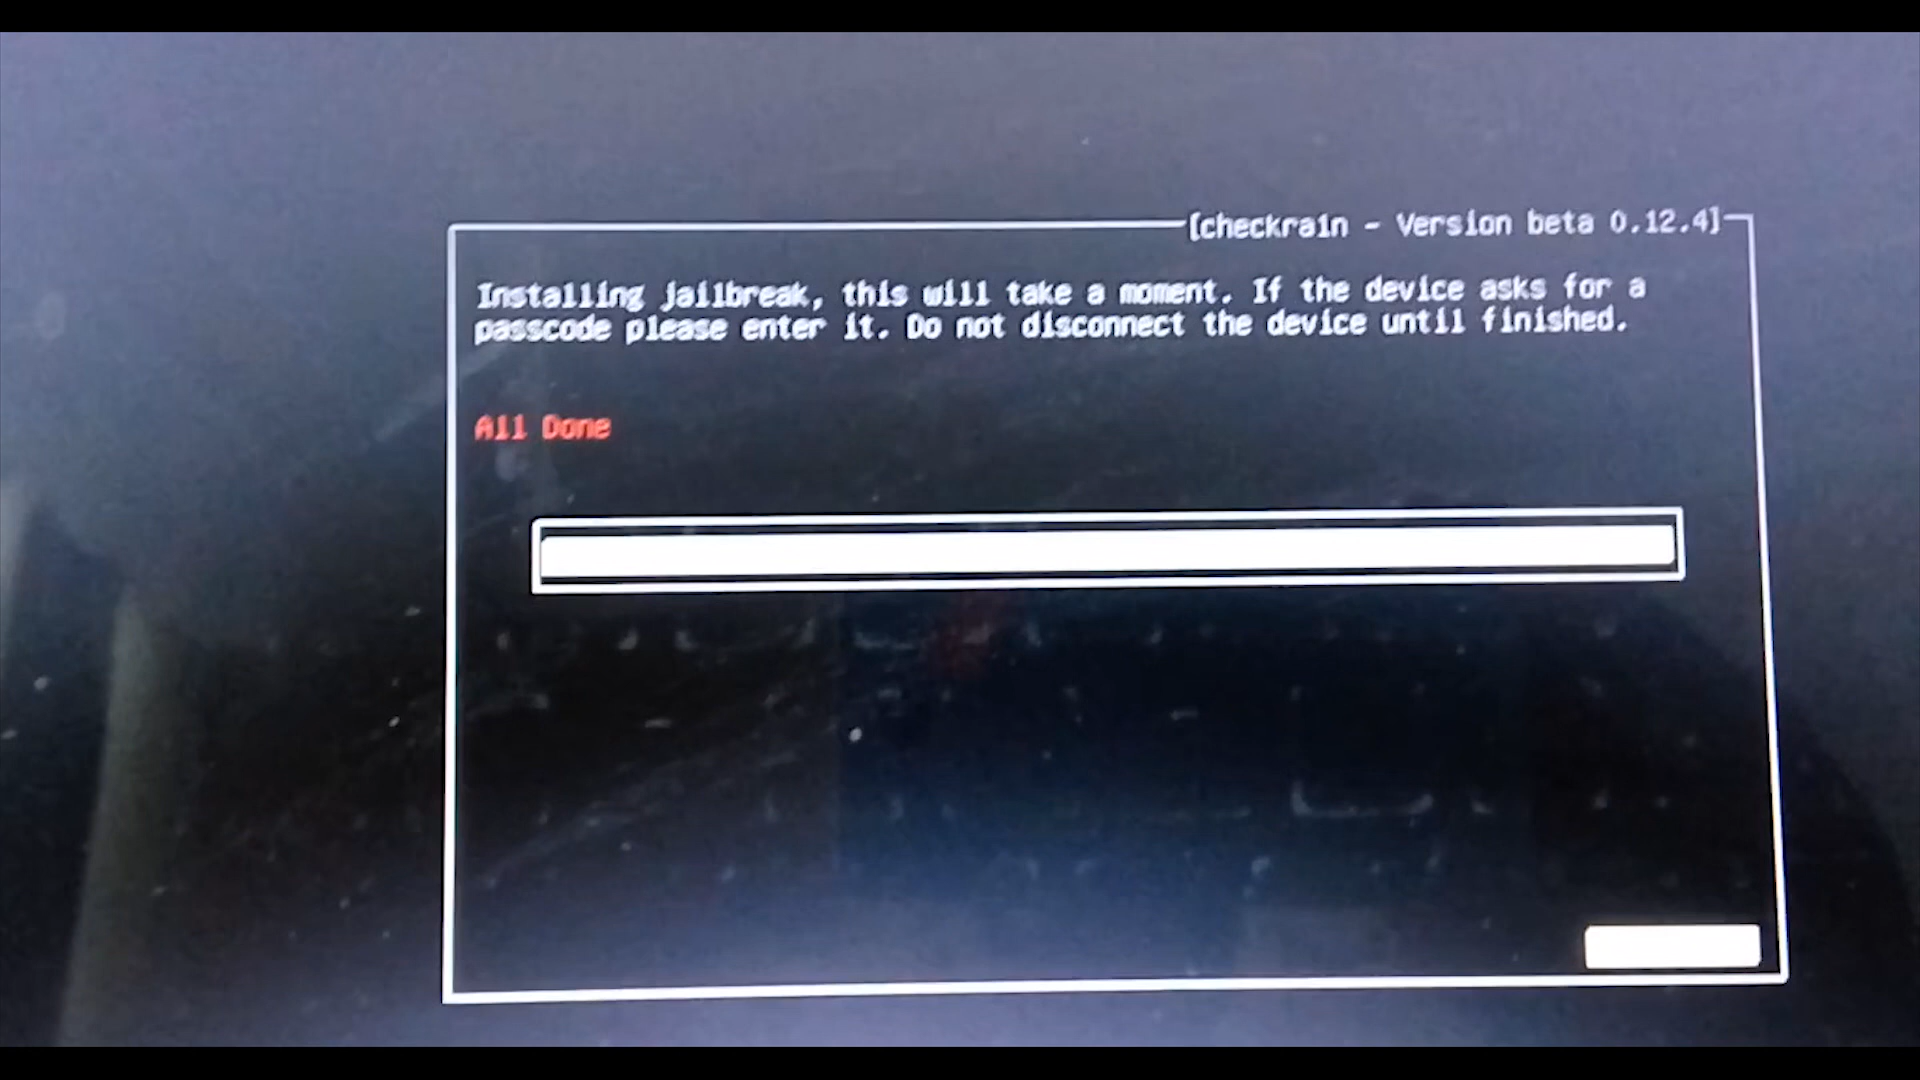 [checkra1n - Version beta 0.12.4]
Installing jailbreak, this will take a moment. If the device asks for a
passcode please enter it. Do not disconnect the device until finished.
All Done